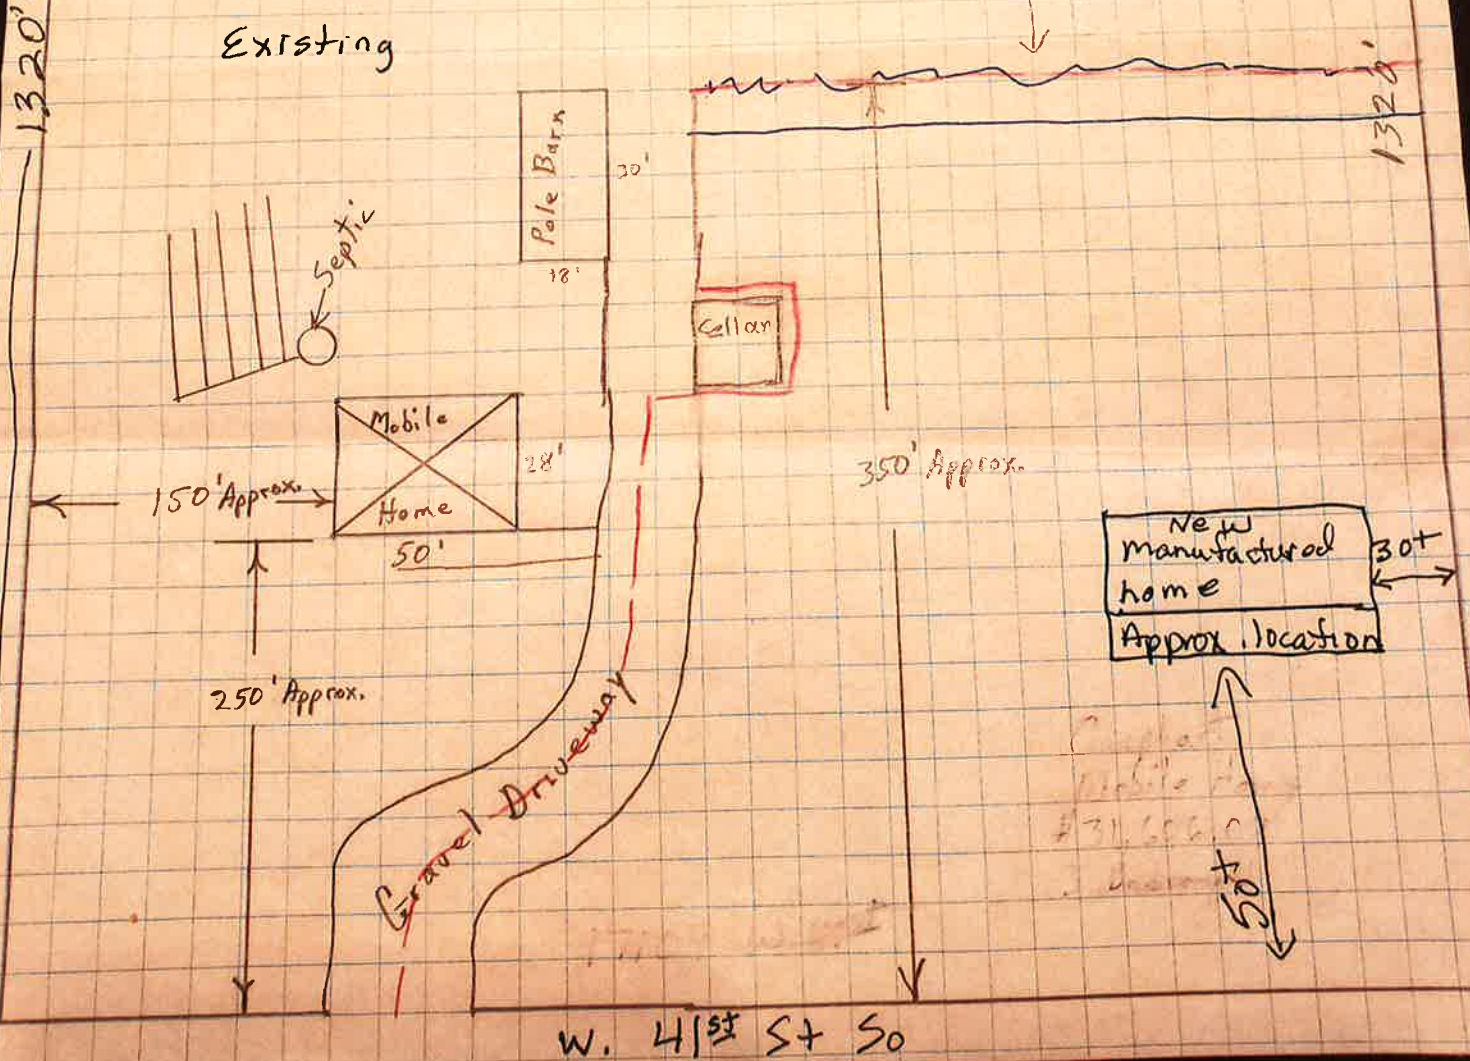 1320'
Existing
1320'
Pole Barn
30'
18'
Septic
Cellar
Mobile
Home
28'
150' Approx.
50'
350' Approx.
New
manufactured
home
Approx. location
30+
250' Approx.
Gravel Driveway
50+
W. 41st St So